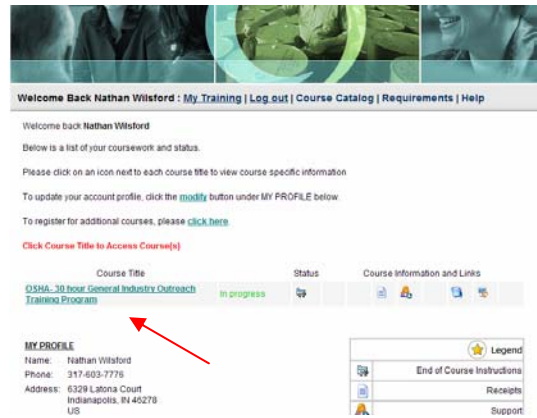 Welcome Back Nathan Wilsford : My Training | Log out | Course Catalog | Requirements | Help
Welcome back Nathan Wilsford
Below is a list of your coursework and status.
Please click on an icon next to each course title to view course specific information
To update your account profile, click the modify button under MY PROFILE below.
To register for additional courses, please click here.
Click Course Title to Access Course(s)
Course Title Status Course Information and Links
OSHA- 30 hour General Industry Outreach Training Program In progress
MY PROFILE
Name: Nathan Wilsford
Phone: 317-603-7776
Address: 6329 Latona Court
Indianapolis, IN 46278
US
Legend
End of Course Instructions
Receipts
Support